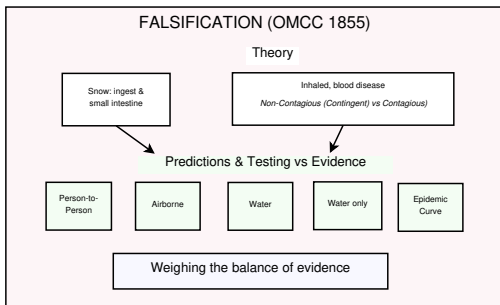 FALSIFICATION (OMCC 1855)
Theory
Snow: ingest &
small intestine
Inhaled, blood disease
Non-Contagious (Contingent) vs Contagious)
Predictions & Testing vs Evidence
Person-to-
Person
Airborne
Water
Water only
Epidemic
Curve
Weighing the balance of evidence